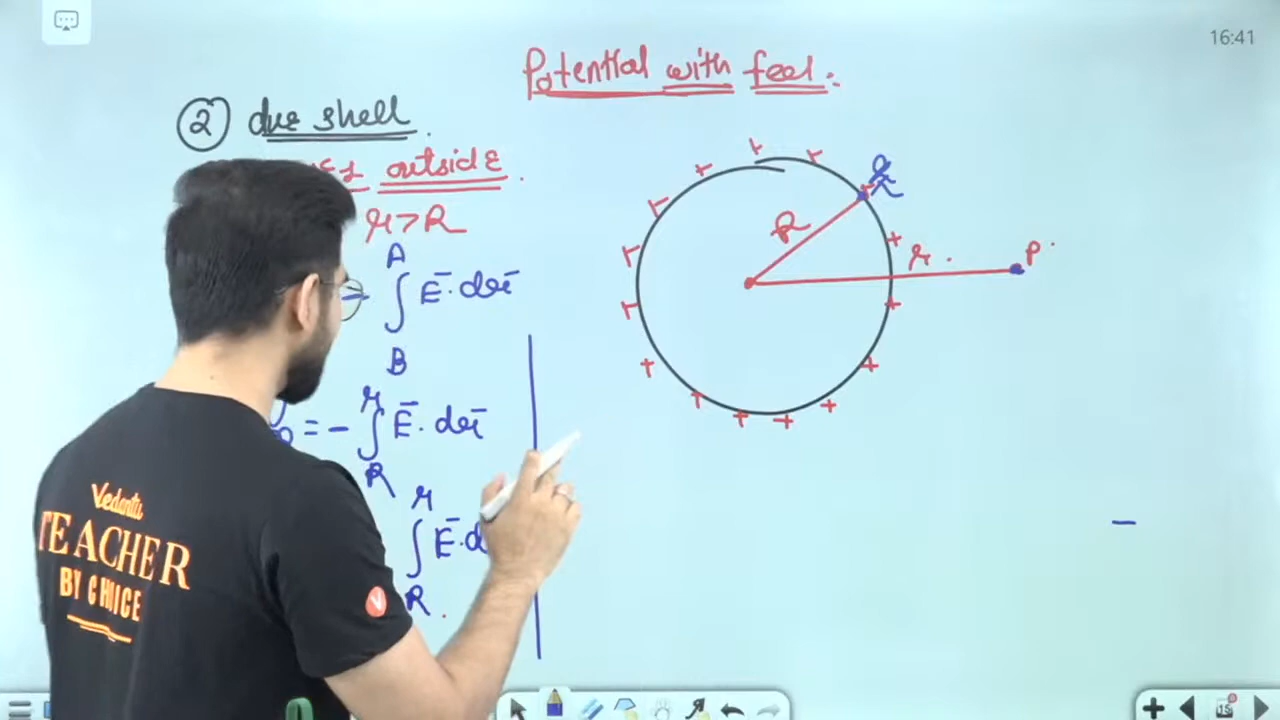 16:41
Potential with feel:
② due shell.
outside.
r > R
A
∫ E⃗·dr⃗
B
r
= - ∫ E⃗·dr⃗
R
r
∫ E⃗·d
R.
R
r.
P
Vedantu
TEACHER
BY CHOICE
V